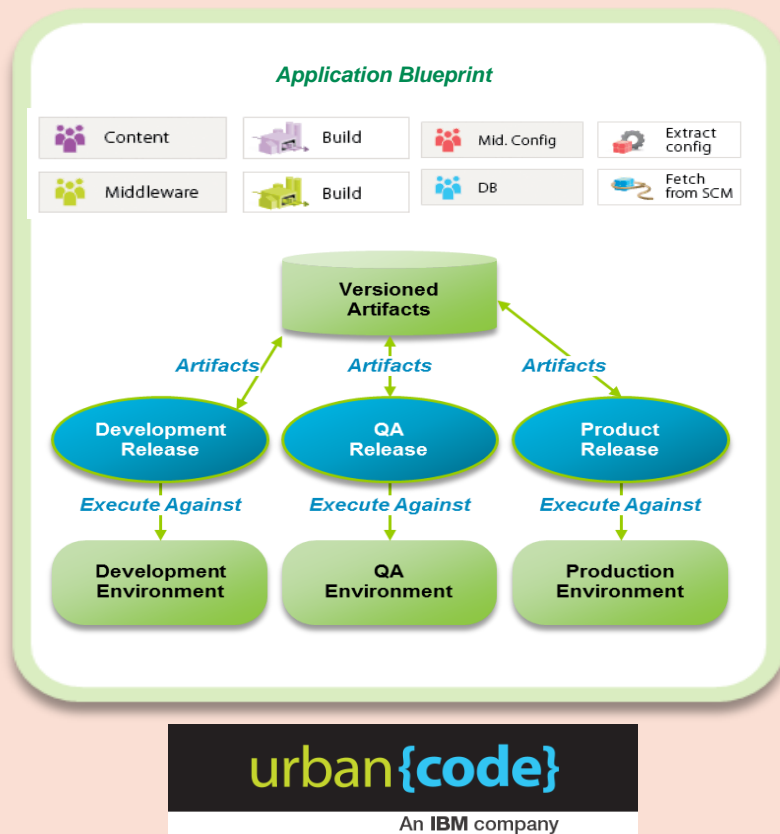 Application Blueprint
Content
Build
Mid. Config
Extract
config
Middleware
Build
DB
Fetch
from SCM
Versioned
Artifacts
Artifacts
Artifacts
Artifacts
Development
Release
QA
Release
Product
Release
Execute Against
Execute Against
Execute Against
Development
Environment
QA
Environment
Production
Environment
urban{code}
An IBM company